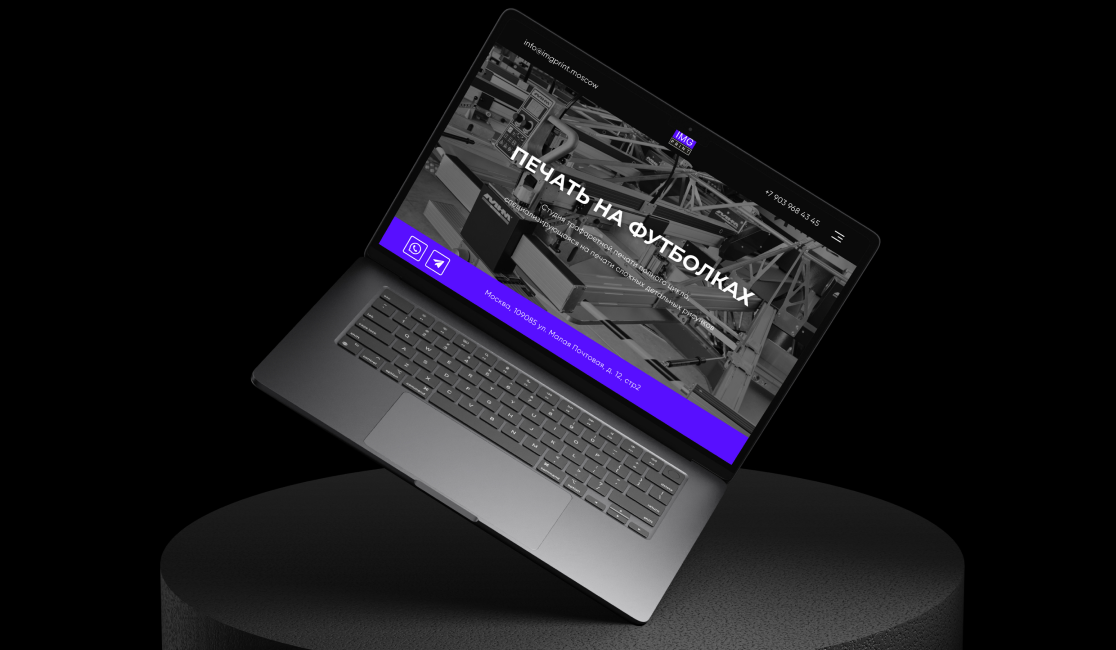 info@imgprint.moscow
IMG
PRINT
+7 903 968 43 45
ПЕЧАТЬ НА ФУТБОЛКАХ
Студия трафаретной печати полного цикла,
специализирующаяся на печати сложных детальных рисунков
Москва, 109085 ул. Малая Почтовая, д. 12, стр2